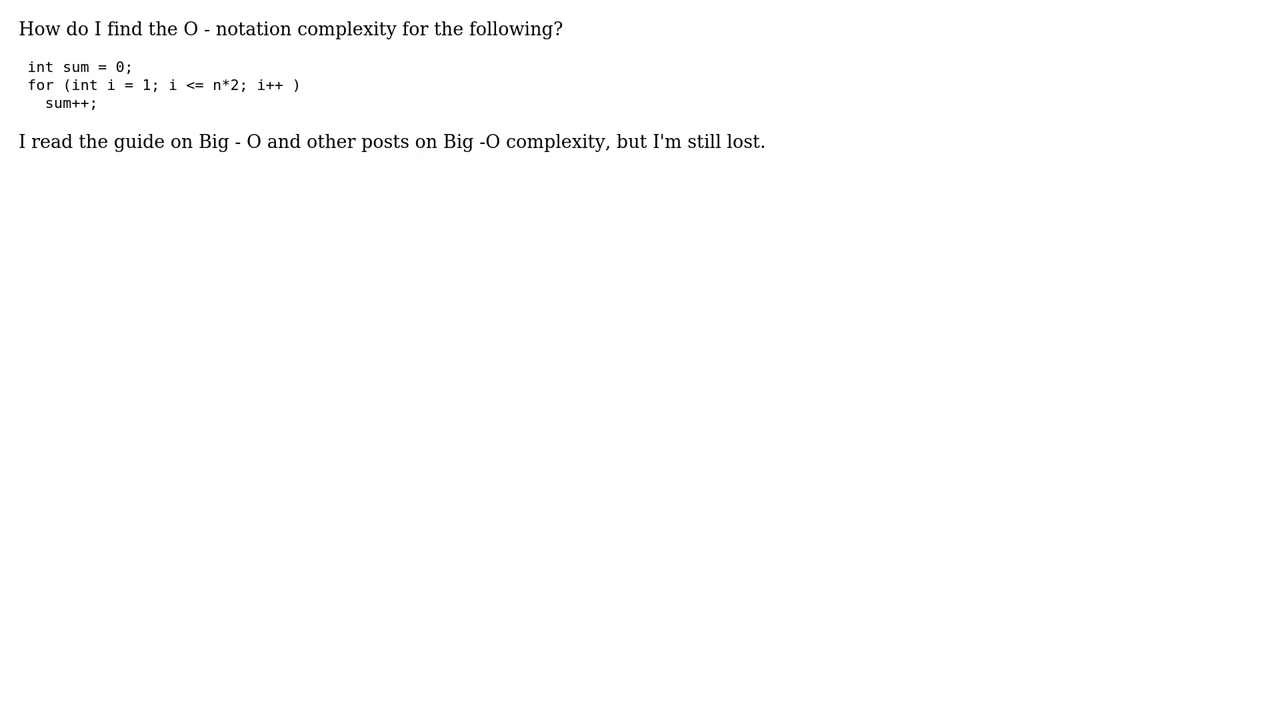 How do I find the O - notation complexity for the following?
int sum = 0;
for (int i = 1; i <= n*2; i++ )
sum++;
I read the guide on Big - O and other posts on Big -O complexity, but I'm still lost.